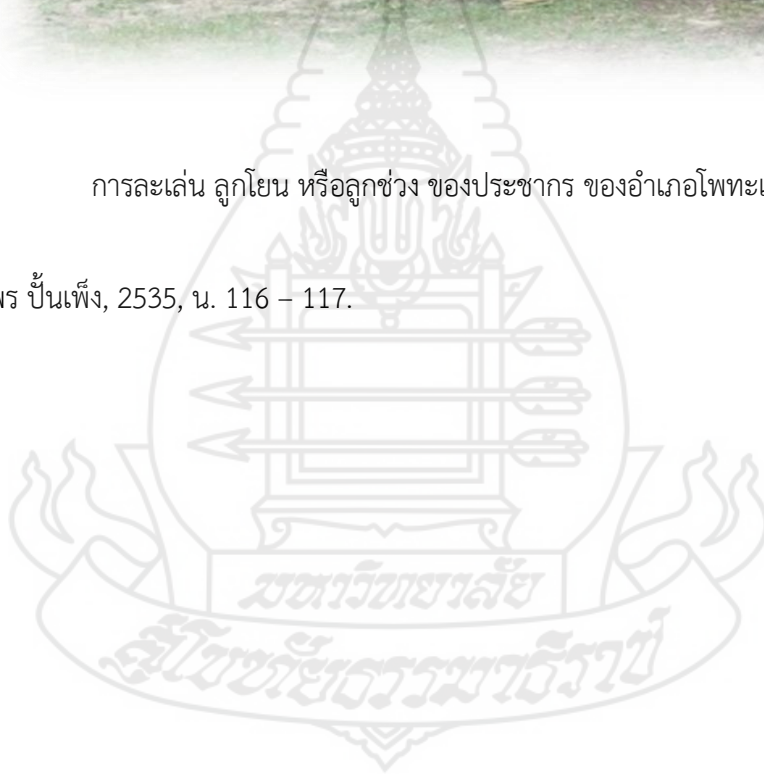 การละเล่น ลูกโยน หรือลูกช่วง ของประชากร ของอำเภอโพทะเ
พร ปั้นเพ็ง, 2535, น. 116 – 117.
มหาวิทยาลัย
สุโขทัยธรรมาธิราช